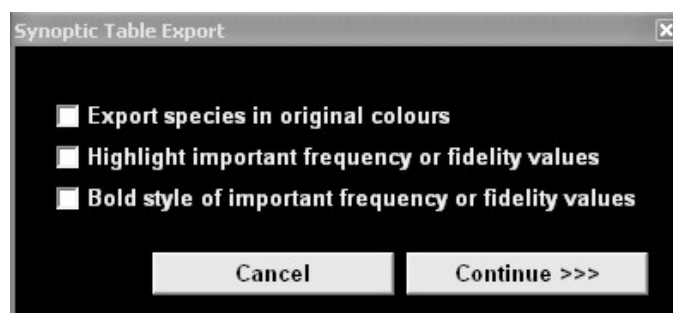 Synoptic Table Export
Export species in original colours
Highlight important frequency or fidelity values
Bold style of important frequency or fidelity values
Cancel Continue >>>